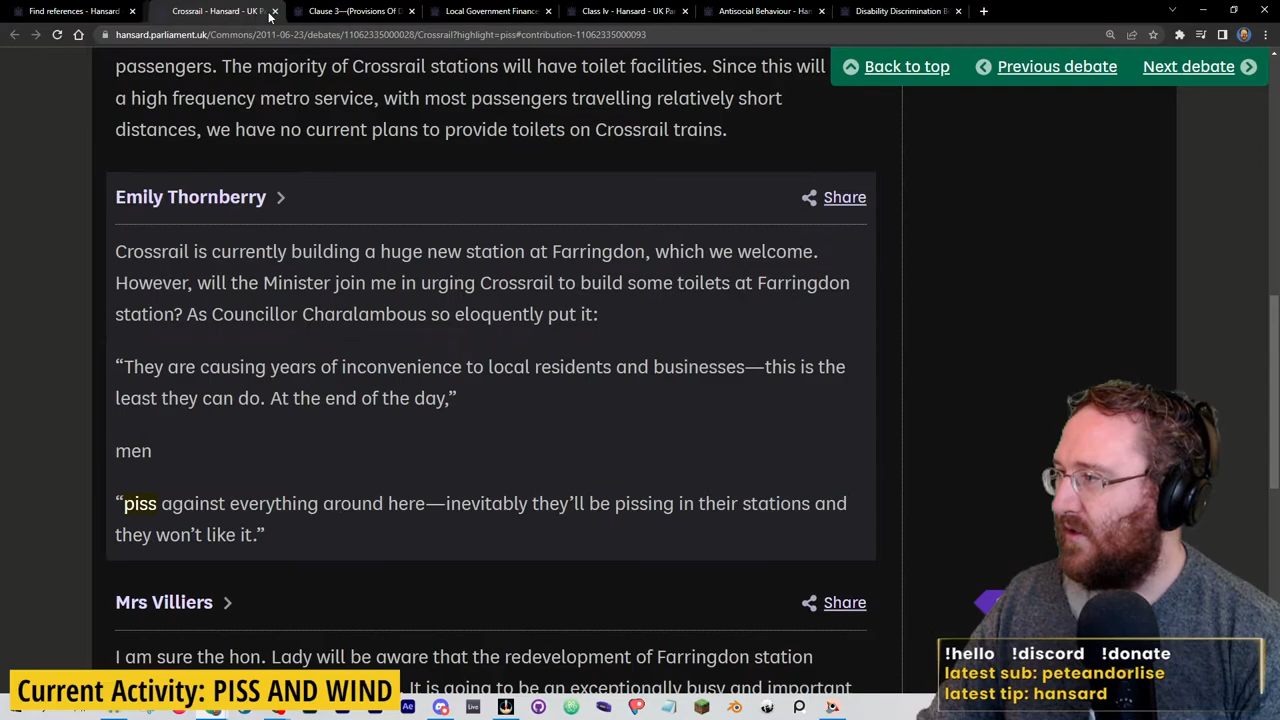 Find references - Hansard
Crossrail - Hansard - UK Pa
Clause 3—(Provisions Of D
Local Government Finance
Class Iv - Hansard - UK Par
Antisocial Behaviour - Han
Disability Discrimination B
hansard.parliament.uk/Commons/2011-06-23/debates/11062335000028/Crossrail?highlight=piss#contribution-11062335000093
Back to top
Previous debate
Next debate
passengers. The majority of Crossrail stations will have toilet facilities. Since this will
a high frequency metro service, with most passengers travelling relatively short
distances, we have no current plans to provide toilets on Crossrail trains.
Emily Thornberry
Share
Crossrail is currently building a huge new station at Farringdon, which we welcome.
However, will the Minister join me in urging Crossrail to build some toilets at Farringdon
station? As Councillor Charalambous so eloquently put it:
“They are causing years of inconvenience to local residents and businesses—this is the
least they can do. At the end of the day,”
men
“piss against everything around here—inevitably they’ll be pissing in their stations and
they won’t like it.”
Mrs Villiers
Share
I am sure the hon. Lady will be aware that the redevelopment of Farringdon station
It is going to be an exceptionally busy and important
!hello !discord !donate
latest sub: peteandorlise
latest tip: hansard
Current Activity: PISS AND WIND